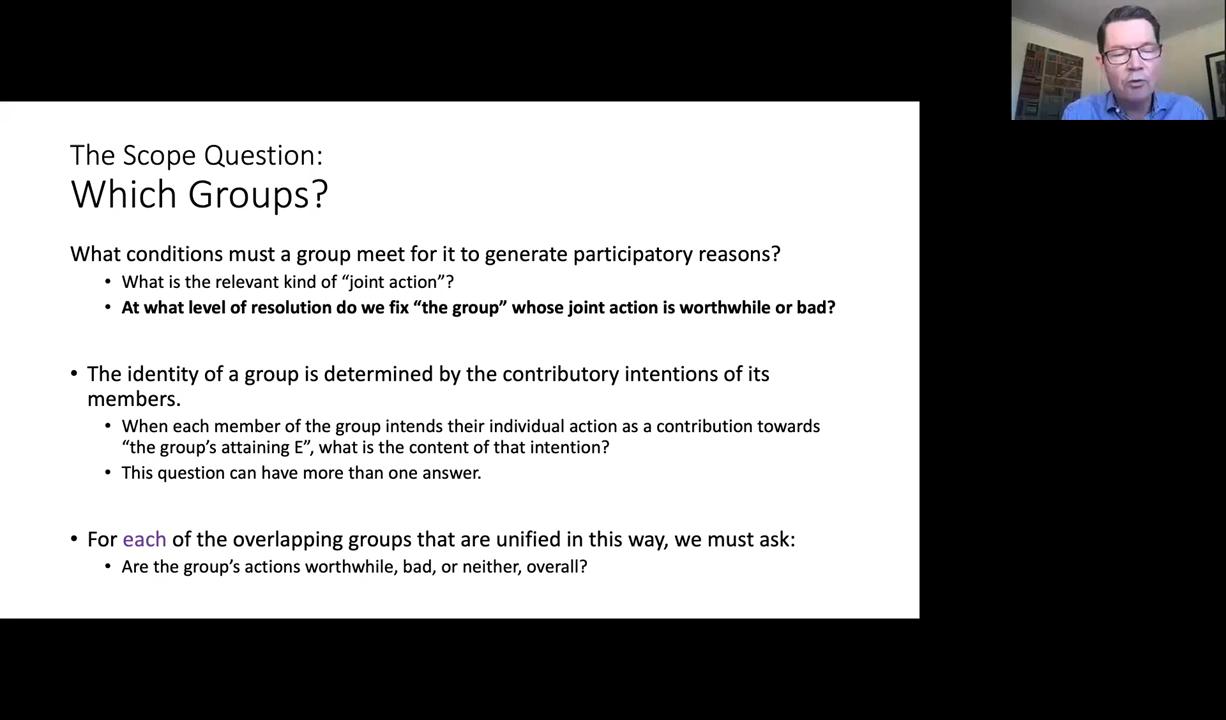 The Scope Question:
Which Groups?
What conditions must a group meet for it to generate participatory reasons?
• What is the relevant kind of “joint action”?
• At what level of resolution do we fix “the group” whose joint action is worthwhile or bad?
• The identity of a group is determined by the contributory intentions of its
members.
• When each member of the group intends their individual action as a contribution towards
“the group’s attaining E”, what is the content of that intention?
• This question can have more than one answer.
• For each of the overlapping groups that are unified in this way, we must ask:
• Are the group’s actions worthwhile, bad, or neither, overall?